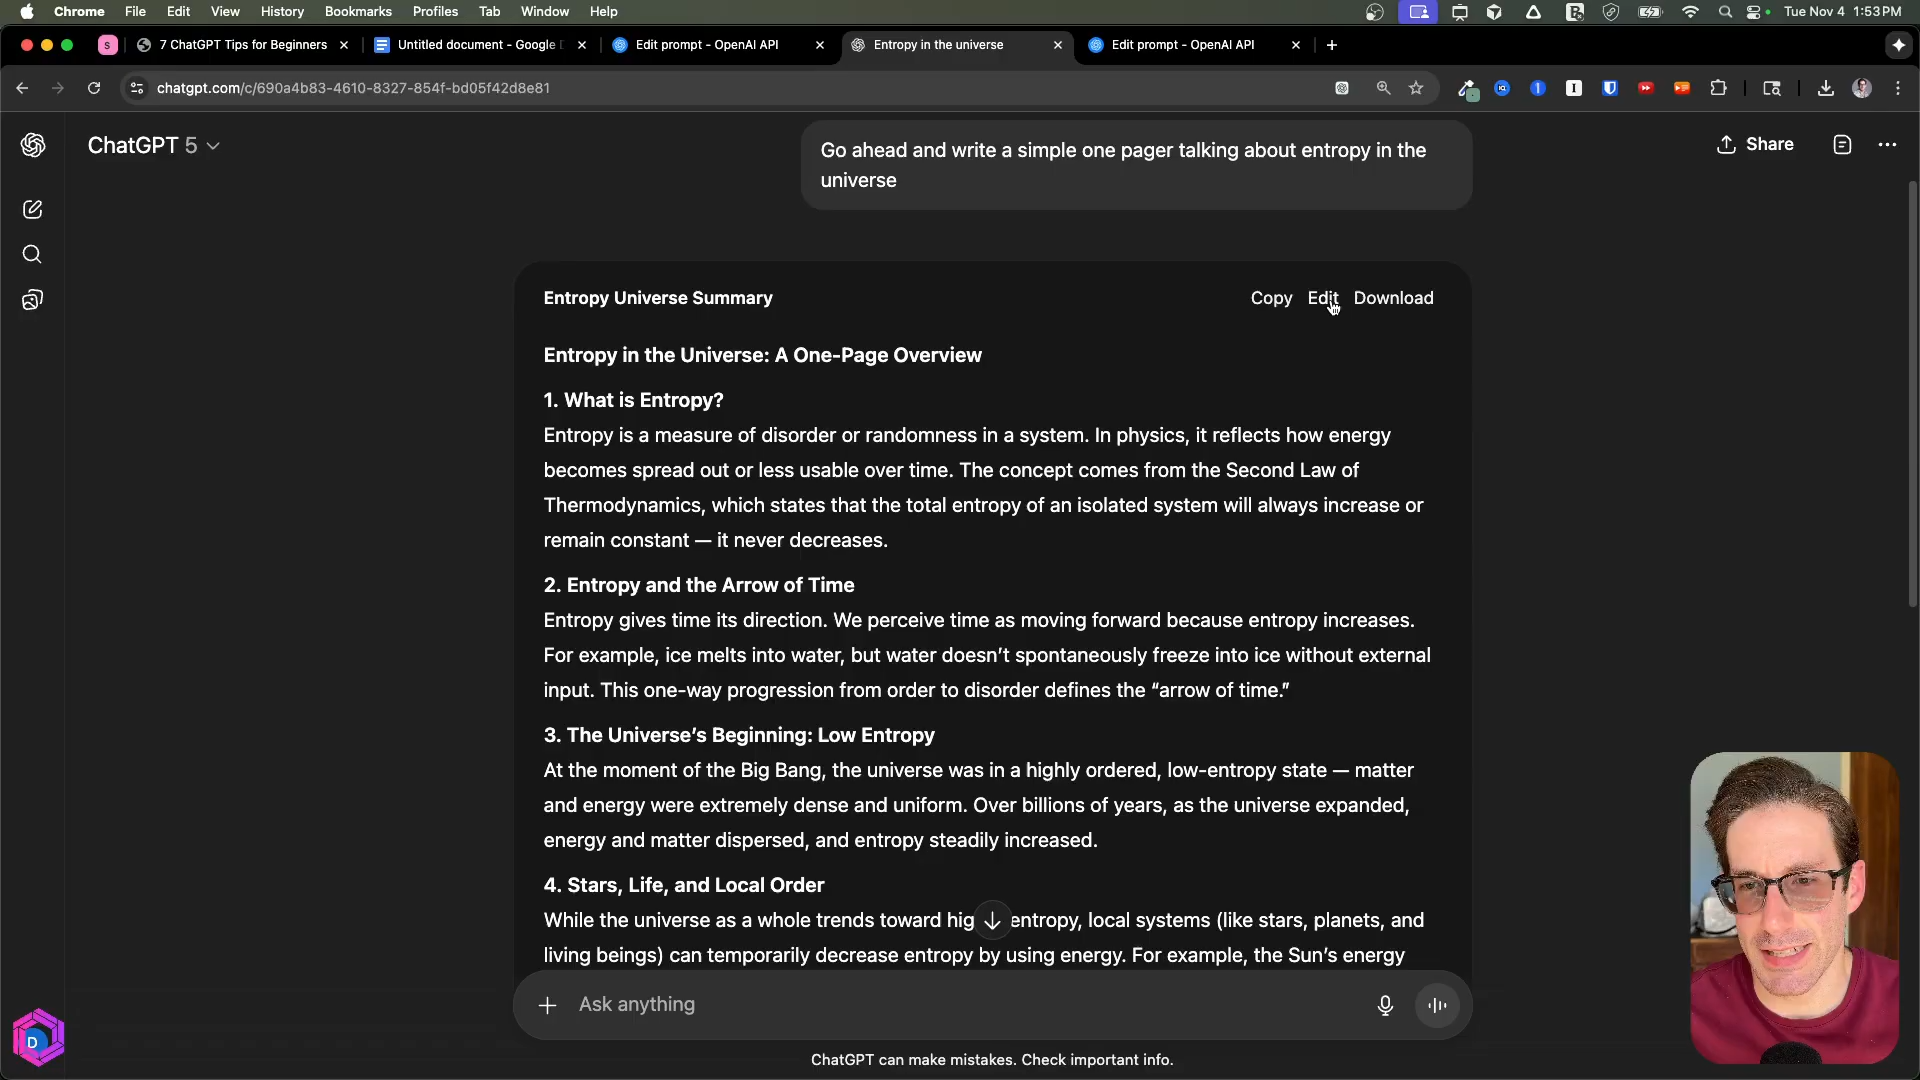 Chrome File Edit View History Bookmarks Profiles Tab Window Help Tue Nov 4 1:53 PM
S 7 ChatGPT Tips for Beginners Untitled document - Google Edit prompt - OpenAI API Entropy in the universe Edit prompt - OpenAI API
chatgpt.com/c/690a4b83-4610-8327-854f-bd05f42d8e81
ChatGPT 5
Share
Go ahead and write a simple one pager talking about entropy in the
universe
Entropy Universe Summary
Copy Edit Download
Entropy in the Universe: A One-Page Overview
1. What is Entropy?
Entropy is a measure of disorder or randomness in a system. In physics, it reflects how energy
becomes spread out or less usable over time. The concept comes from the Second Law of
Thermodynamics, which states that the total entropy of an isolated system will always increase or
remain constant — it never decreases.
2. Entropy and the Arrow of Time
Entropy gives time its direction. We perceive time as moving forward because entropy increases.
For example, ice melts into water, but water doesn’t spontaneously freeze into ice without external
input. This one-way progression from order to disorder defines the “arrow of time.”
3. The Universe’s Beginning: Low Entropy
At the moment of the Big Bang, the universe was in a highly ordered, low-entropy state — matter
and energy were extremely dense and uniform. Over billions of years, as the universe expanded,
energy and matter dispersed, and entropy steadily increased.
4. Stars, Life, and Local Order
While the universe as a whole trends toward hig entropy, local systems (like stars, planets, and
living beings) can temporarily decrease entropy by using energy. For example, the Sun’s energy
Ask anything
D
ChatGPT can make mistakes. Check important info.